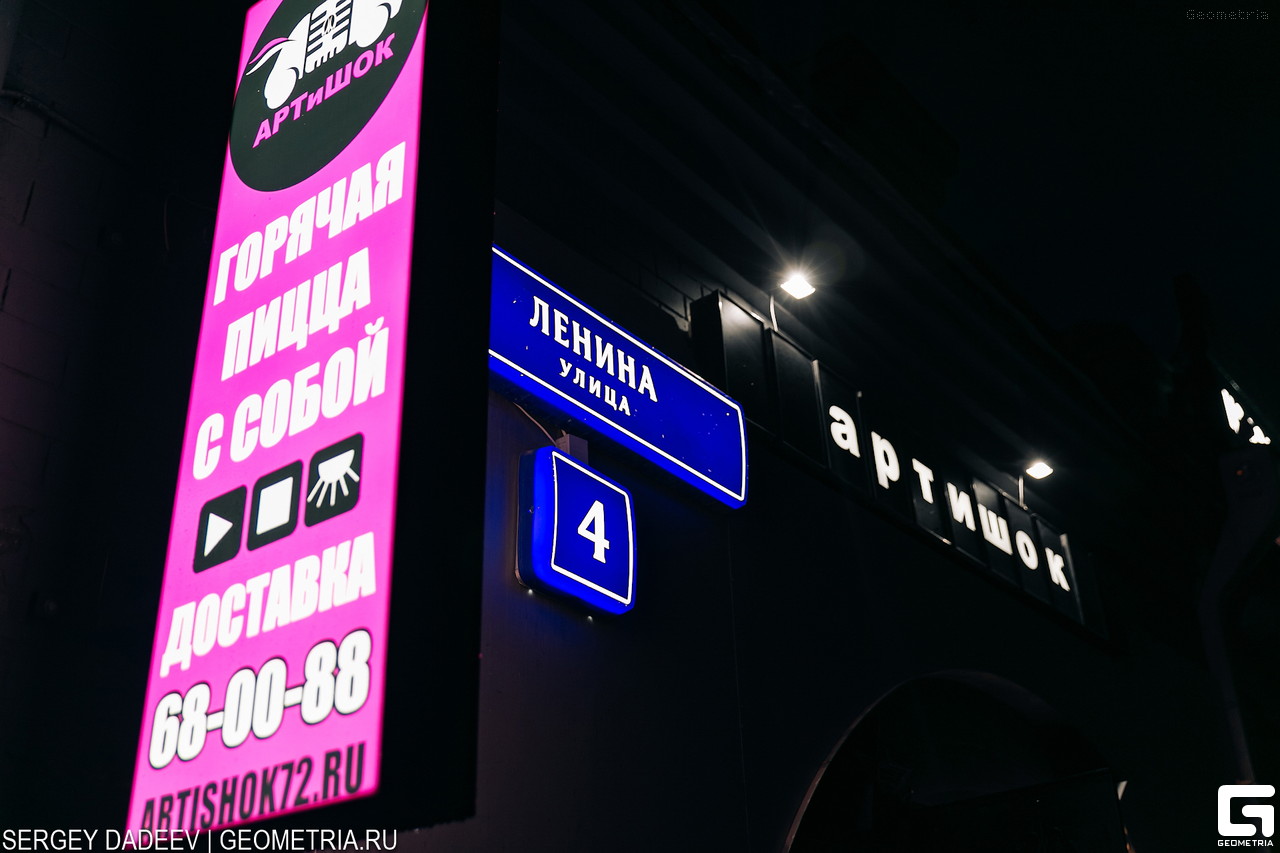 Geometria
АРТиШОК
ГОРЯЧАЯ
ПИЦЦА
С СОБОЙ
ДОСТАВКА
68-00-88
ARTISHOK72.RU
ЛЕНИНА
УЛИЦА
4
артишок
SERGEY DADEEV | GEOMETRIA.RU
GEOMETRIA